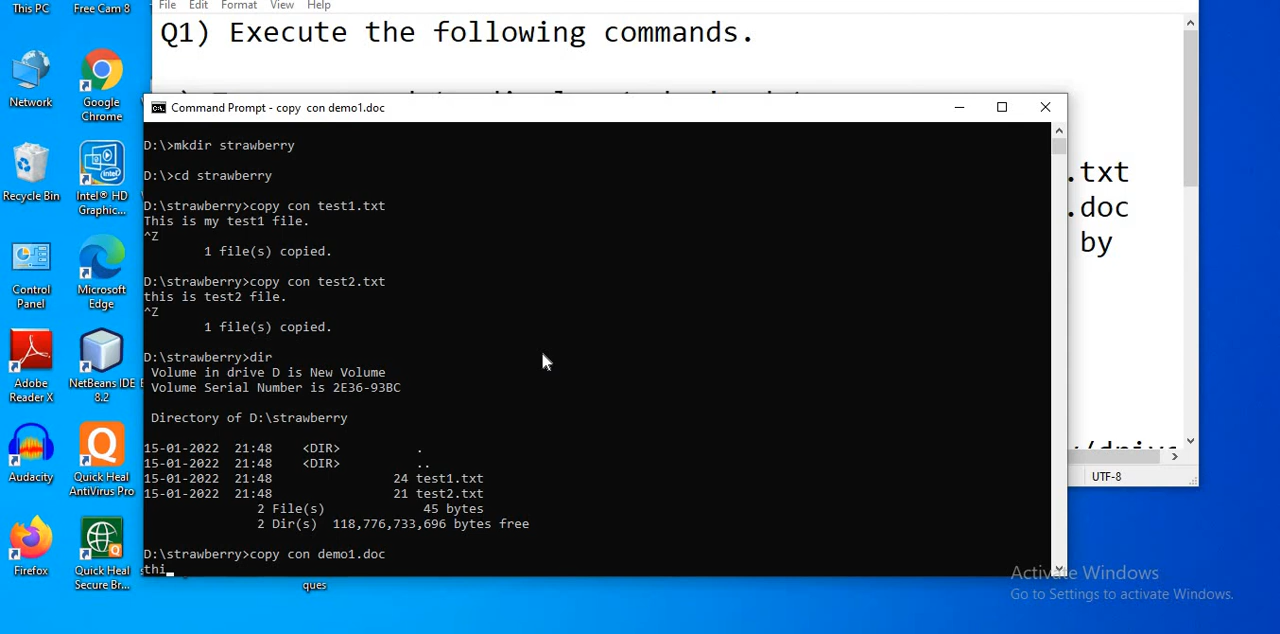 This PC
Free Cam 8
File Edit Format View Help
Q1) Execute the following commands.
Network
Google Chrome
Command Prompt - copy con demo1.doc
D:\>mkdir strawberry
D:\>cd strawberry
.txt
Recycle Bin
Intel® HD Graphic...
D:\strawberry>copy con test1.txt
.doc
This is my test1 file.
^Z
by
1 file(s) copied.
D:\strawberry>copy con test2.txt
this is test2 file.
^Z
Control Panel
Microsoft Edge
1 file(s) copied.
D:\strawberry>dir
Volume in drive D is New Volume
Volume Serial Number is 2E36-93BC
Adobe Reader X
NetBeans IDE 8.2
Directory of D:\strawberry
15-01-2022 21:48 <DIR> .
15-01-2022 21:48 <DIR> ..
15-01-2022 21:48 24 test1.txt
15-01-2022 21:48 21 test2.txt
Audacity
Quick Heal AntiVirus Pro
UTF-8
2 File(s) 45 bytes
2 Dir(s) 118,776,733,696 bytes free
D:\strawberry>copy con demo1.doc
thi
Firefox
Quick Heal Secure Br...
ques
Activate Windows
Go to Settings to activate Windows.